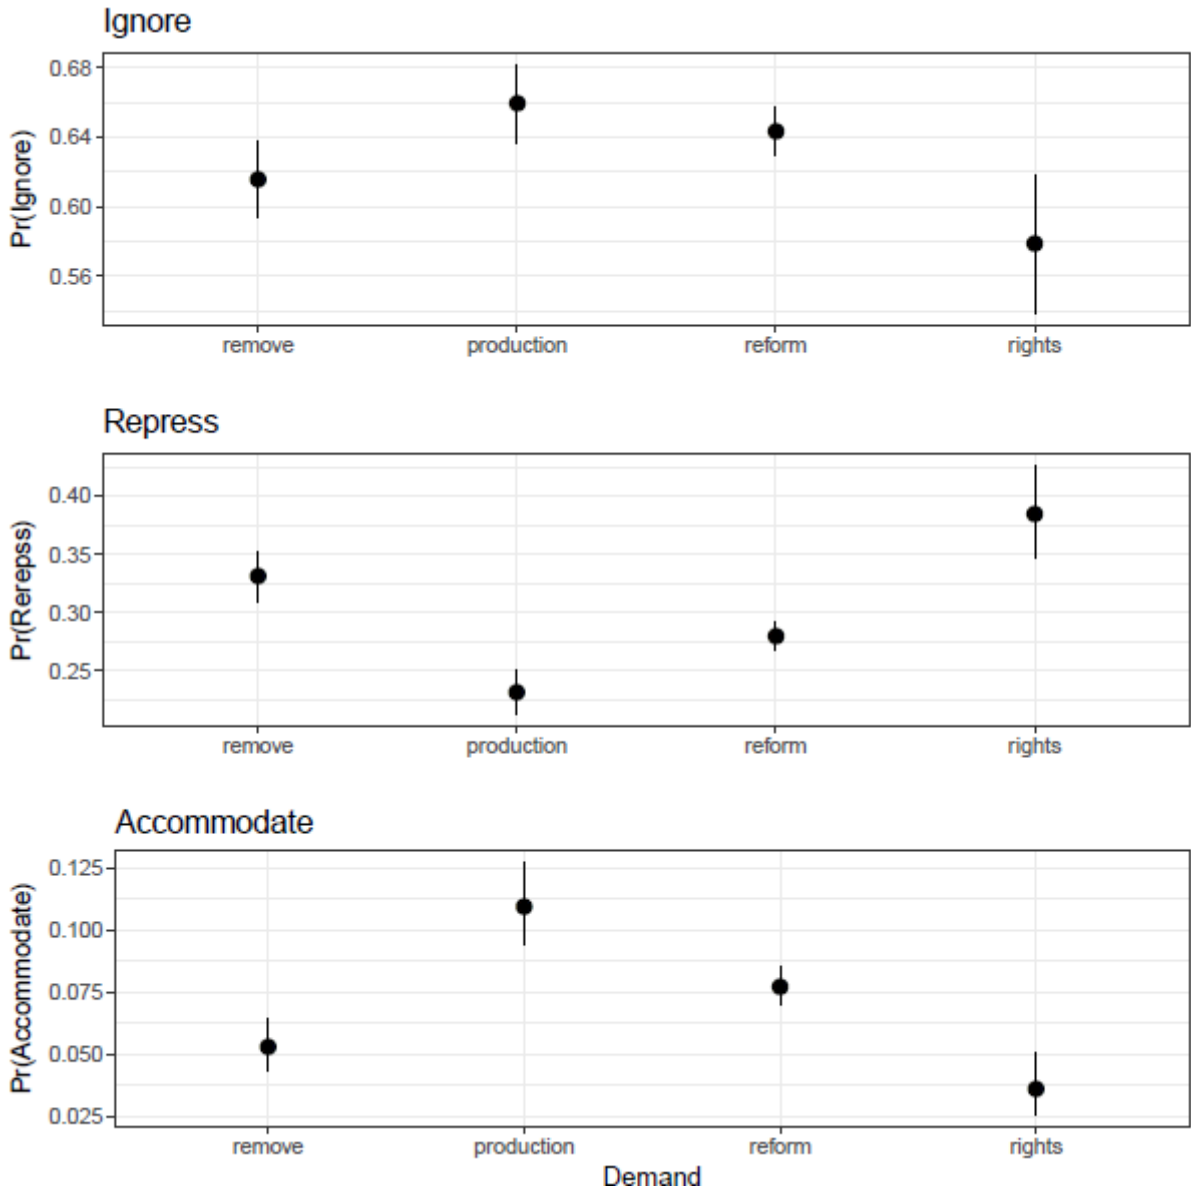 Ignore
Pr(Ignore)
0.68
0.64
0.60
0.56
remove production reform rights
Repress
Pr(Rerepss)
0.40
0.35
0.30
0.25
remove production reform rights
Accommodate
Pr(Accommodate)
0.125
0.100
0.075
0.050
0.025
remove production reform rights
Demand